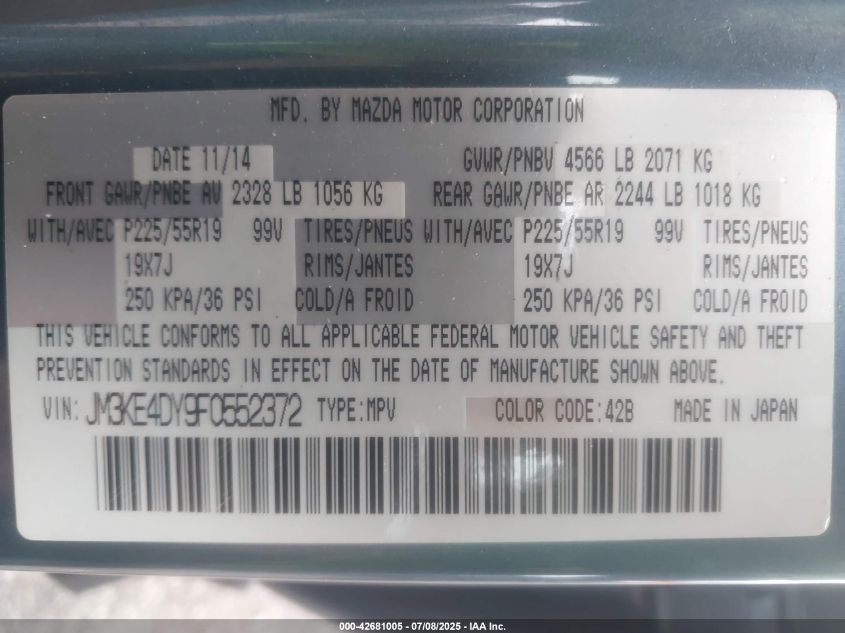 MFD. BY MAZDA MOTOR CORPORATION
DATE 11/14 GVWR/PNBV 4566 LB 2071 KG
FRONT GAWR/PNBE AV 2328 LB 1056 KG REAR GAWR/PNBE AR 2244 LB 1018 KG
WITH/AVEC P225/55R19 99V TIRES/PNEUS WITH/AVEC P225/55R19 99V TIRES/PNEUS
19X7J RIMS/JANTES 19X7J RIMS/JANTES
250 KPA/36 PSI COLD/A FROID 250 KPA/36 PSI COLD/A FROID
THIS VEHICLE CONFORMS TO ALL APPLICABLE FEDERAL MOTOR VEHICLE SAFETY AND THEFT
PREVENTION STANDARDS IN EFFECT ON THE DATE OF MANUFACTURE SHOWN ABOVE.
VIN: JM3KE4DY9F0552372 TYPE:MPV COLOR CODE:42B MADE IN JAPAN
000-42681005 - 07/08/2025 - IAA Inc.